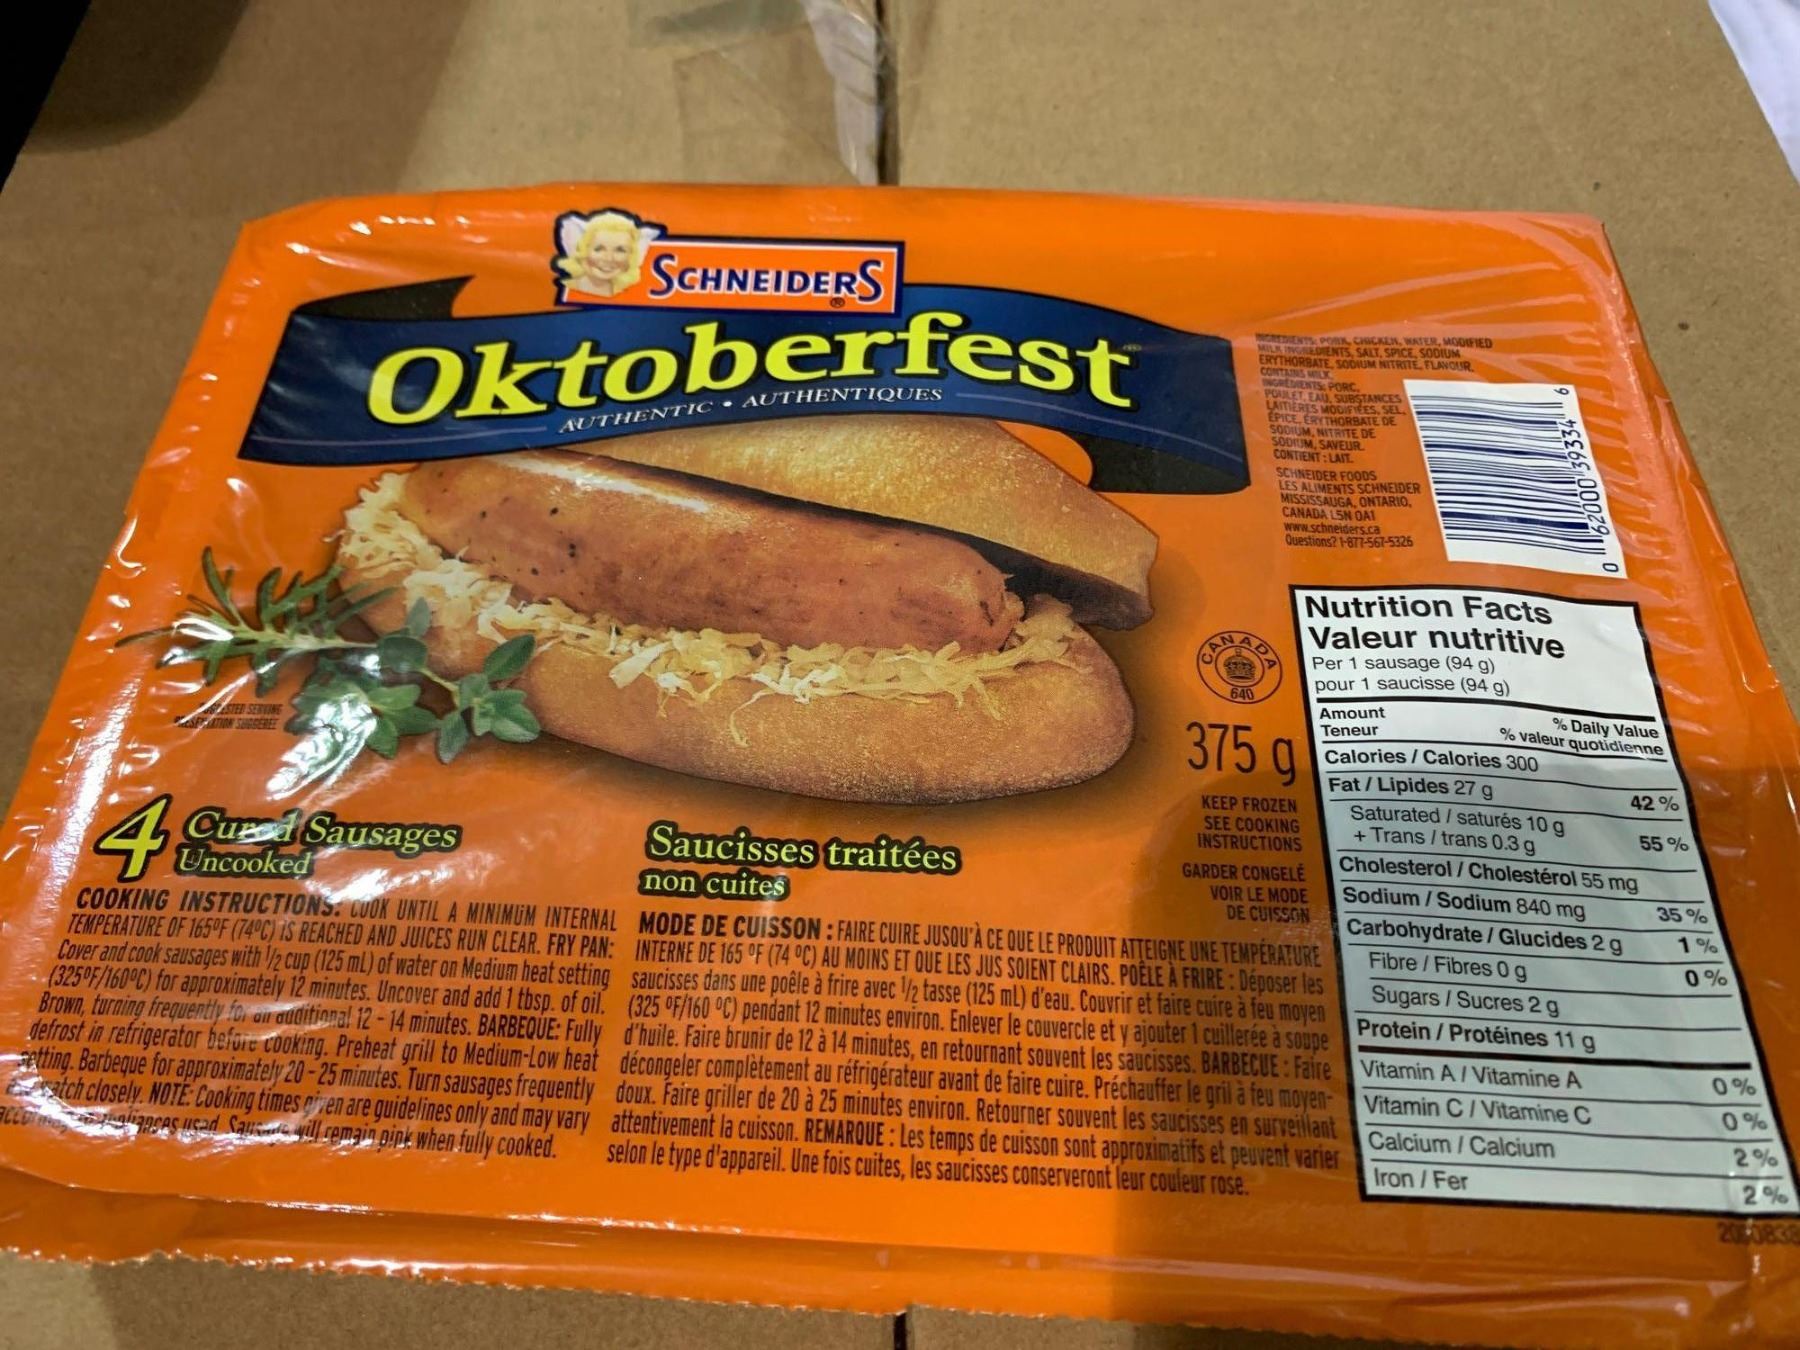 SCHNEIDERS®
Oktoberfest
AUTHENTIC • AUTHENTIQUES
INGREDIENTS: PORK, CHICKEN, WATER, MODIFIED
MILK INGREDIENTS, SALT, SPICE, SODIUM
ERYTHORBATE, SODIUM NITRITE, FLAVOUR.
CONTAINS MILK.
INGRÉDIENTS: PORC,
POULET, EAU, SUBSTANCES
LAITIÈRES MODIFIÉES, SEL,
ÉPICE, ÉRYTHORBATE DE
SODIUM, NITRITE DE
SODIUM, SAVEUR.
CONTIENT : LAIT.
SCHNEIDER FOODS
LES ALIMENTS SCHNEIDER
MISSISSAUGA, ONTARIO,
CANADA L5N 0A1
www.schneiders.ca
Questions? 1-877-567-5326
0 62000 39334 9
CANADA
640
375 g
KEEP FROZEN
SEE COOKING
INSTRUCTIONS
GARDER CONGELÉ
VOIR LE MODE
DE CUISSON
SUGGESTED SERVING
PRÉSENTATION SUGGÉRÉE
4 Cured Sausages
Uncooked
Saucisses traitées
non cuites
COOKING INSTRUCTIONS: COOK UNTIL A MINIMUM INTERNAL
TEMPERATURE OF 165ºF (74ºC) IS REACHED AND JUICES RUN CLEAR. FRY PAN:
Cover and cook sausages with 1/2 cup (125 mL) of water on Medium heat setting
(325ºF/160ºC) for approximately 12 minutes. Uncover and add 1 tbsp. of oil.
Brown, turning frequently for an additional 12 - 14 minutes. BARBEQUE: Fully
defrost in refrigerator before cooking. Preheat grill to Medium-Low heat
setting. Barbeque for approximately 20 - 25 minutes. Turn sausages frequently
watch closely. NOTE: Cooking times given are guidelines only and may vary
appliances used. Sausage will remain pink when fully cooked.
MODE DE CUISSON : FAIRE CUIRE JUSQU'À CE QUE LE PRODUIT ATTEIGNE UNE TEMPÉRATURE
INTERNE DE 165 ºF (74 ºC) AU MOINS ET QUE LES JUS SOIENT CLAIRS. POÊLE À FRIRE : Déposer les
saucisses dans une poêle à frire avec 1/2 tasse (125 mL) d'eau. Couvrir et faire cuire à feu moyen
(325 ºF/160 ºC) pendant 12 minutes environ. Enlever le couvercle et y ajouter 1 cuillerée à soupe
d'huile. Faire brunir de 12 à 14 minutes, en retournant souvent les saucisses. BARBECUE : Faire
décongeler complètement au réfrigérateur avant de faire cuire. Préchauffer le gril à feu moyen-
doux. Faire griller de 20 à 25 minutes environ. Retourner souvent les saucisses en surveillant
attentivement la cuisson. REMARQUE : Les temps de cuisson sont approximatifs et peuvent varier
selon le type d'appareil. Une fois cuites, les saucisses conserveront leur couleur rose.
Nutrition Facts
Valeur nutritive
Per 1 sausage (94 g)
pour 1 saucisse (94 g)
Amount % Daily Value
Teneur % valeur quotidienne
Calories / Calories 300
Fat / Lipides 27 g 42 %
Saturated / saturés 10 g
+ Trans / trans 0.3 g 55 %
Cholesterol / Cholestérol 55 mg
Sodium / Sodium 840 mg 35 %
Carbohydrate / Glucides 2 g 1 %
Fibre / Fibres 0 g 0 %
Sugars / Sucres 2 g
Protein / Protéines 11 g
Vitamin A / Vitamine A 0 %
Vitamin C / Vitamine C 0 %
Calcium / Calcium 2 %
Iron / Fer 2 %